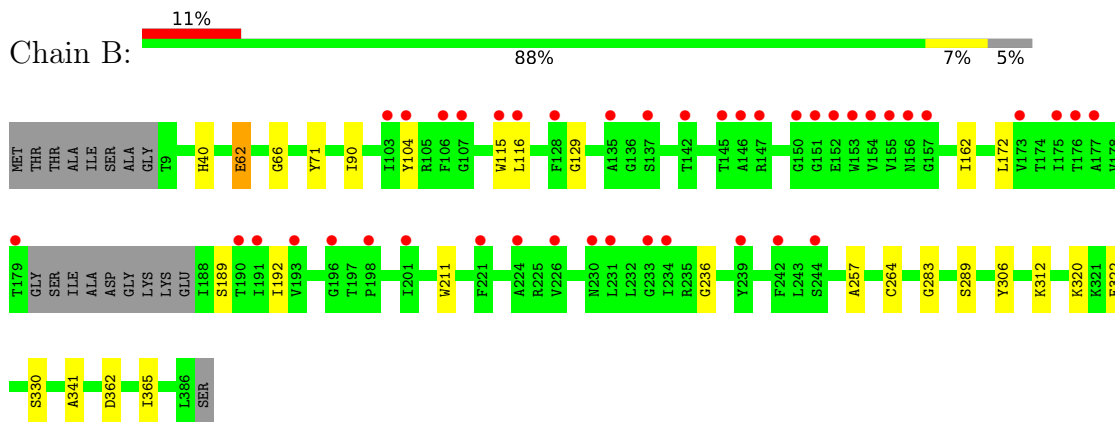 11%
Chain B:
88% 7% 5%
MET THR THR ALA ILE SER ALA GLY T9 H40 E62 G66 Y71 I90 I103 Y104 R105 F106 G107 W115 L116 F128 G129 A135 G136 S137 T142 T145 A146 R147 G150 G151 E152 W153 V154 V155 N156 G157 I162 L172 V173 T174 I175 T176 A177 V178
T179 GLY SER ILE ALA ASP GLY LYS LYS GLU I188 S189 T190 I191 I192 V193 G196 T197 P198 I201 W211 F221 A224 R225 V226 N230 L231 L232 G233 I234 R235 G236 Y239 F242 L243 S244 A257 C264 G283 S289 Y306 K312 K320 K321
S330 A341 D362 I365 L386 SER